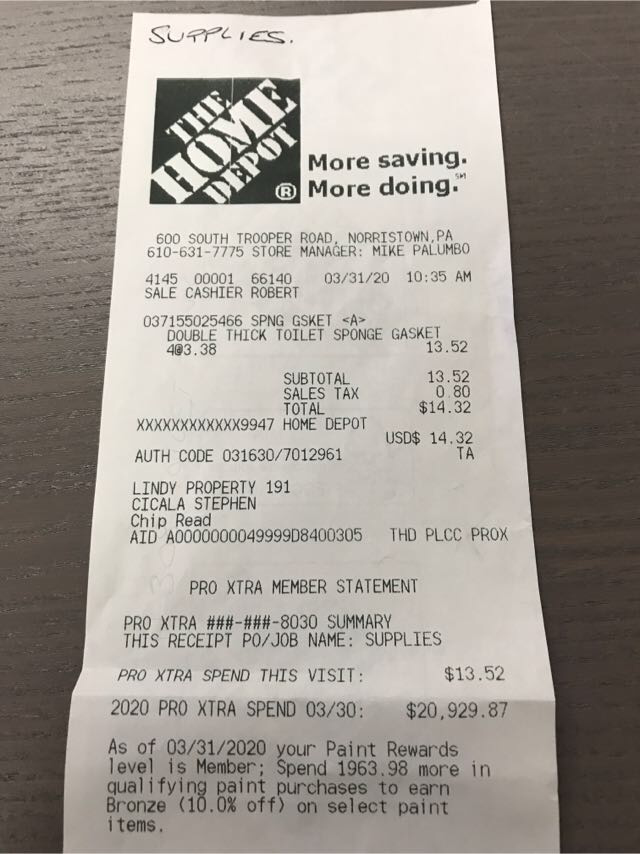 SUPPLIES.
THE
HOME
DEPOT
®
More saving.
More doing.℠
600 SOUTH TROOPER ROAD, NORRISTOWN,PA
610-631-7775 STORE MANAGER: MIKE PALUMBO
4145 00001 66140 03/31/20 10:35 AM
SALE CASHIER ROBERT
037155025466 SPNG GSKET <A>
DOUBLE THICK TOILET SPONGE GASKET
4@3.38 13.52
SUBTOTAL 13.52
SALES TAX 0.80
TOTAL $14.32
XXXXXXXXXXXX9947 HOME DEPOT
USD$ 14.32
AUTH CODE 031630/7012961 TA
LINDY PROPERTY 191
CICALA STEPHEN
Chip Read
AID A0000000049999D8400305 THD PLCC PROX
PRO XTRA MEMBER STATEMENT
PRO XTRA ###-###-8030 SUMMARY
THIS RECEIPT PO/JOB NAME: SUPPLIES
PRO XTRA SPEND THIS VISIT: $13.52
2020 PRO XTRA SPEND 03/30: $20,929.87
As of 03/31/2020 your Paint Rewards
level is Member; Spend 1963.98 more in
qualifying paint purchases to earn
Bronze (10.0% off) on select paint
items.